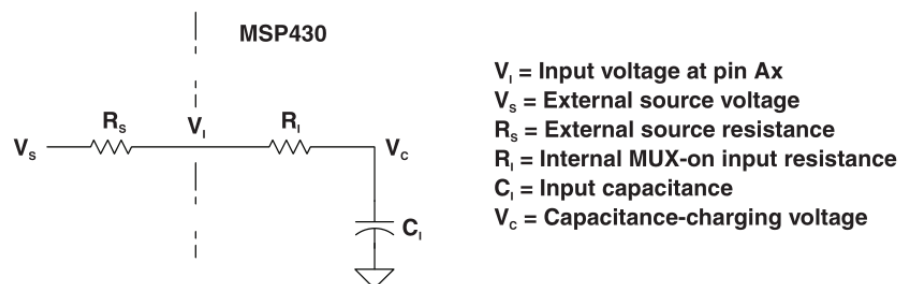 MSP430
V_S
R_S
V_I
R_I
V_C
C_I
V_I = Input voltage at pin Ax
V_S = External source voltage
R_S = External source resistance
R_I = Internal MUX-on input resistance
C_I = Input capacitance
V_C = Capacitance-charging voltage